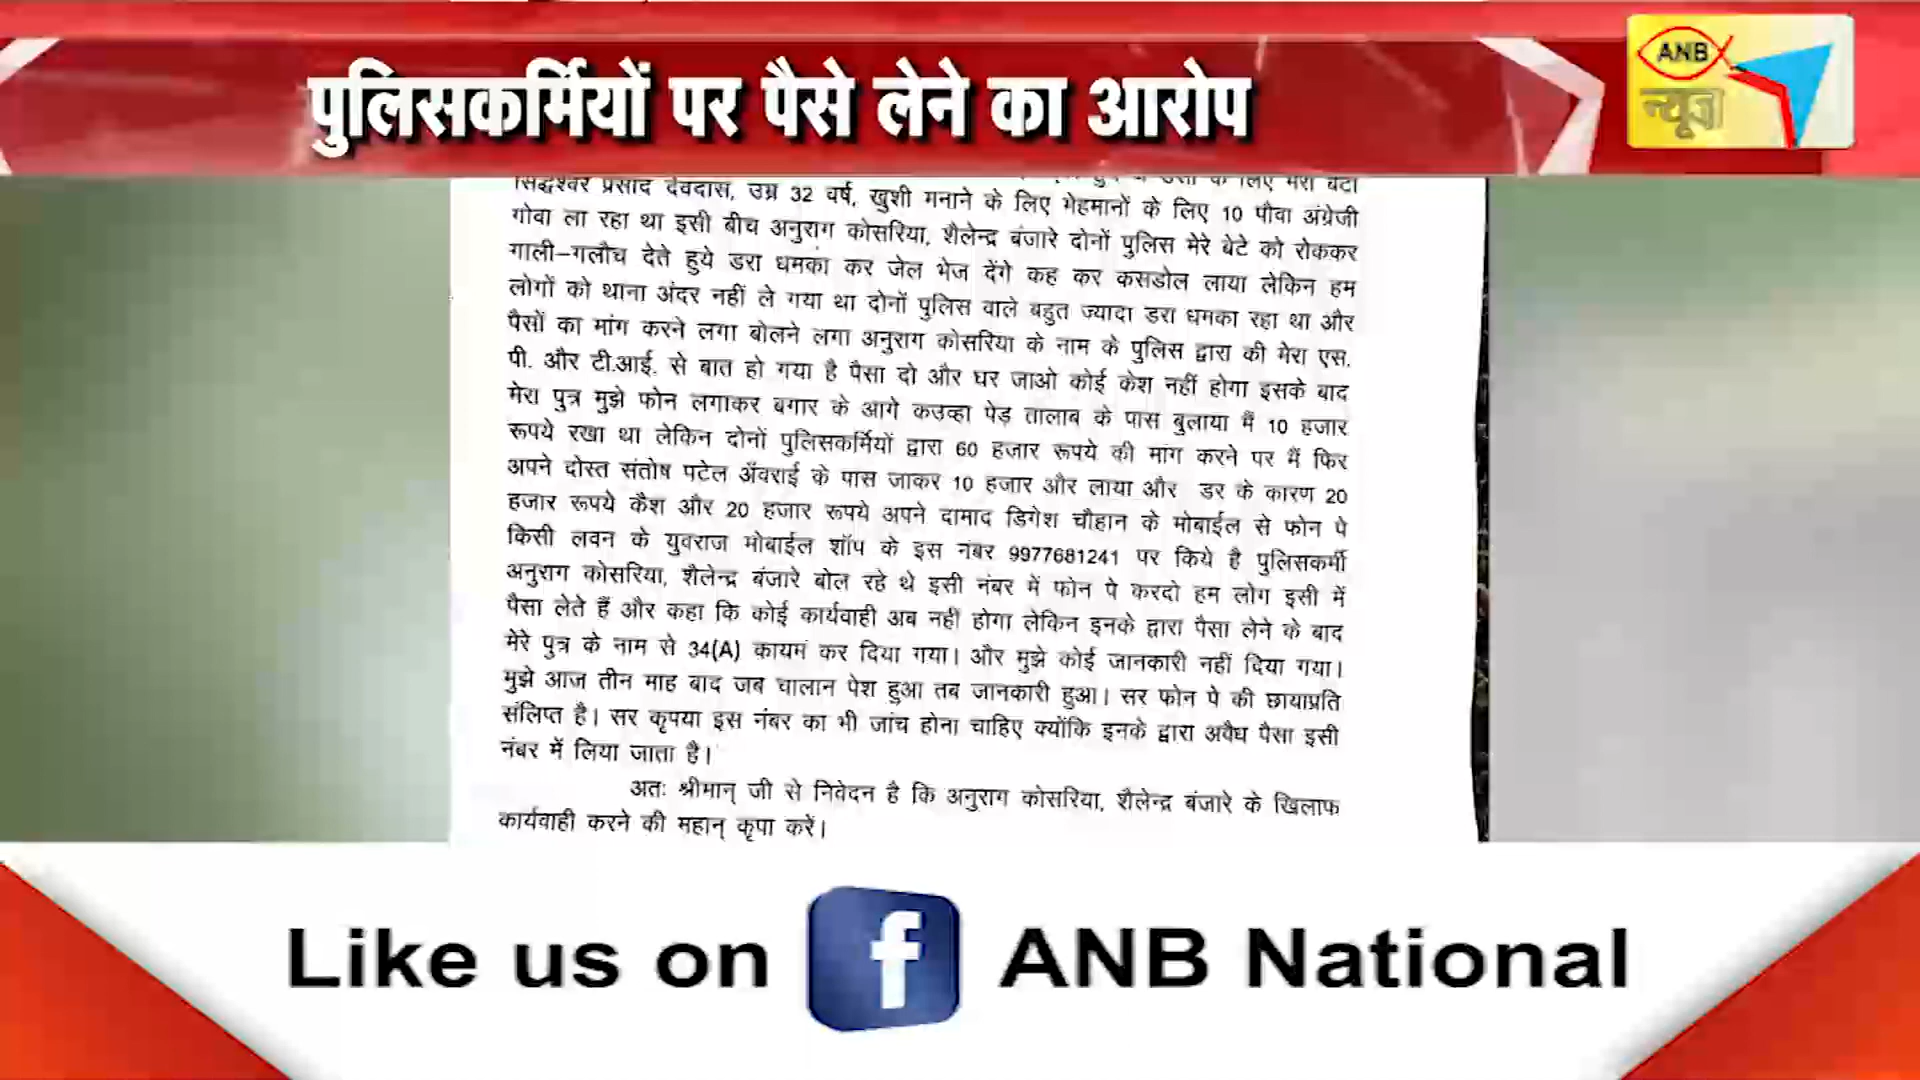 पुलिसकर्मियों पर पैसे लेने का आरोप
ANB
न्यूज़
सिद्धेश्वर प्रसाद देवदास, उम्र 32 वर्ष, खुशी मनाने के लिए मेहमानों के लिए 10 पौवा अंग्रेजी
गोवा ला रहा था इसी बीच अनुराग कोसरिया, शैलेन्द्र बंजारे दोनों पुलिस मेरे बेटे को रोककर
गाली-गलौच देते हुये डरा धमका कर जेल भेज देंगे कह कर कसडोल लाया लेकिन हम
लोगों को थाना अंदर नहीं ले गया था दोनों पुलिस वाले बहुत ज्यादा डरा धमका रहा था और
पैसों का मांग करने लगा बोलने लगा अनुराग कोसरिया के नाम के पुलिस द्वारा की मेरा एस.
पी. और टी.आई. से बात हो गया है पैसा दो और घर जाओ कोई केश नहीं होगा इसके बाद
मेरा पुत्र मुझे फोन लगाकर बगार के आगे कउव्हा पेड़ तालाब के पास बुलाया मैं 10 हजार
रूपये रखा था लेकिन दोनों पुलिसकर्मियों द्वारा 60 हजार रूपये की मांग करने पर मैं फिर
अपने दोस्त संतोष पटेल अँवराई के पास जाकर 10 हजार और लाया और डर के कारण 20
हजार रूपये कैश और 20 हजार रूपये अपने दामाद डिगेश चौहान के मोबाईल से फोन पे
किसी लवन के युवराज मोबाईल शॉप के इस नंबर 9977681241 पर किये है पुलिसकर्मी
अनुराग कोसरिया, शैलेन्द्र बंजारे बोल रहे थे इसी नंबर में फोन पे करदो हम लोग इसी में
पैसा लेते हैं और कहा कि कोई कार्यवाही अब नहीं होगा लेकिन इनके द्वारा पैसा लेने के बाद
मेरे पुत्र के नाम से 34(A) कायम कर दिया गया। और मुझे कोई जानकारी नहीं दिया गया।
मुझे आज तीन माह बाद जब चालान पेश हुआ तब जानकारी हुआ। सर फोन पे की छायाप्रति
संलिप्त है। सर कृपया इस नंबर का भी जांच होना चाहिए क्योंकि इनके द्वारा अवैध पैसा इसी
नंबर में लिया जाता है।
अतः श्रीमान् जी से निवेदन है कि अनुराग कोसरिया, शैलेन्द्र बंजारे के खिलाफ
कार्यवाही करने की महान् कृपा करें।
Like us on f ANB National